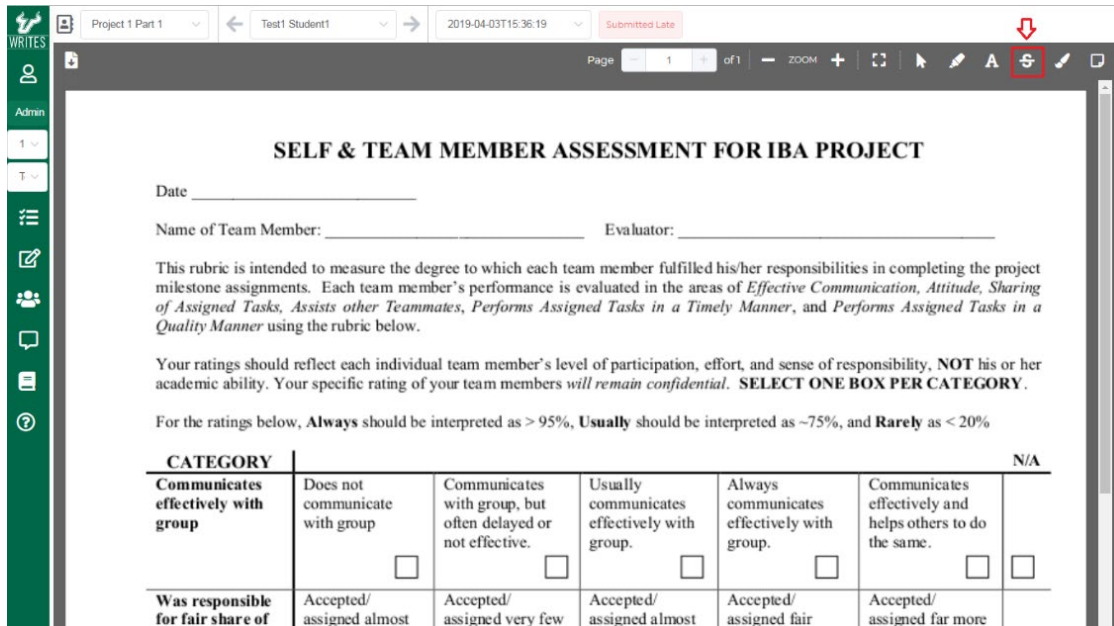 WRITES
Project 1 Part 1
Test1 Student1
2019-04-03T15:36:19
Submitted Late
Page 1 of 1 ZOOM A S
Admin
1
T
SELF & TEAM MEMBER ASSESSMENT FOR IBA PROJECT
Date
Name of Team Member: Evaluator:
This rubric is intended to measure the degree to which each team member fulfilled his/her responsibilities in completing the project
milestone assignments. Each team member's performance is evaluated in the areas of Effective Communication, Attitude, Sharing
of Assigned Tasks, Assists other Teammates, Performs Assigned Tasks in a Timely Manner, and Performs Assigned Tasks in a
Quality Manner using the rubric below.
Your ratings should reflect each individual team member's level of participation, effort, and sense of responsibility, NOT his or her
academic ability. Your specific rating of your team members will remain confidential. SELECT ONE BOX PER CATEGORY.
For the ratings below, Always should be interpreted as > 95%, Usually should be interpreted as ~75%, and Rarely as < 20%
CATEGORY
N/A
Communicates
effectively with
group
Does not
communicate
with group
Communicates
with group, but
often delayed or
not effective.
Usually
communicates
effectively with
group.
Always
communicates
effectively with
group.
Communicates
effectively and
helps others to do
the same.
Was responsible
for fair share of
Accepted/
assigned almost
Accepted/
assigned very few
Accepted/
assigned almost
Accepted/
assigned fair
Accepted/
assigned far more